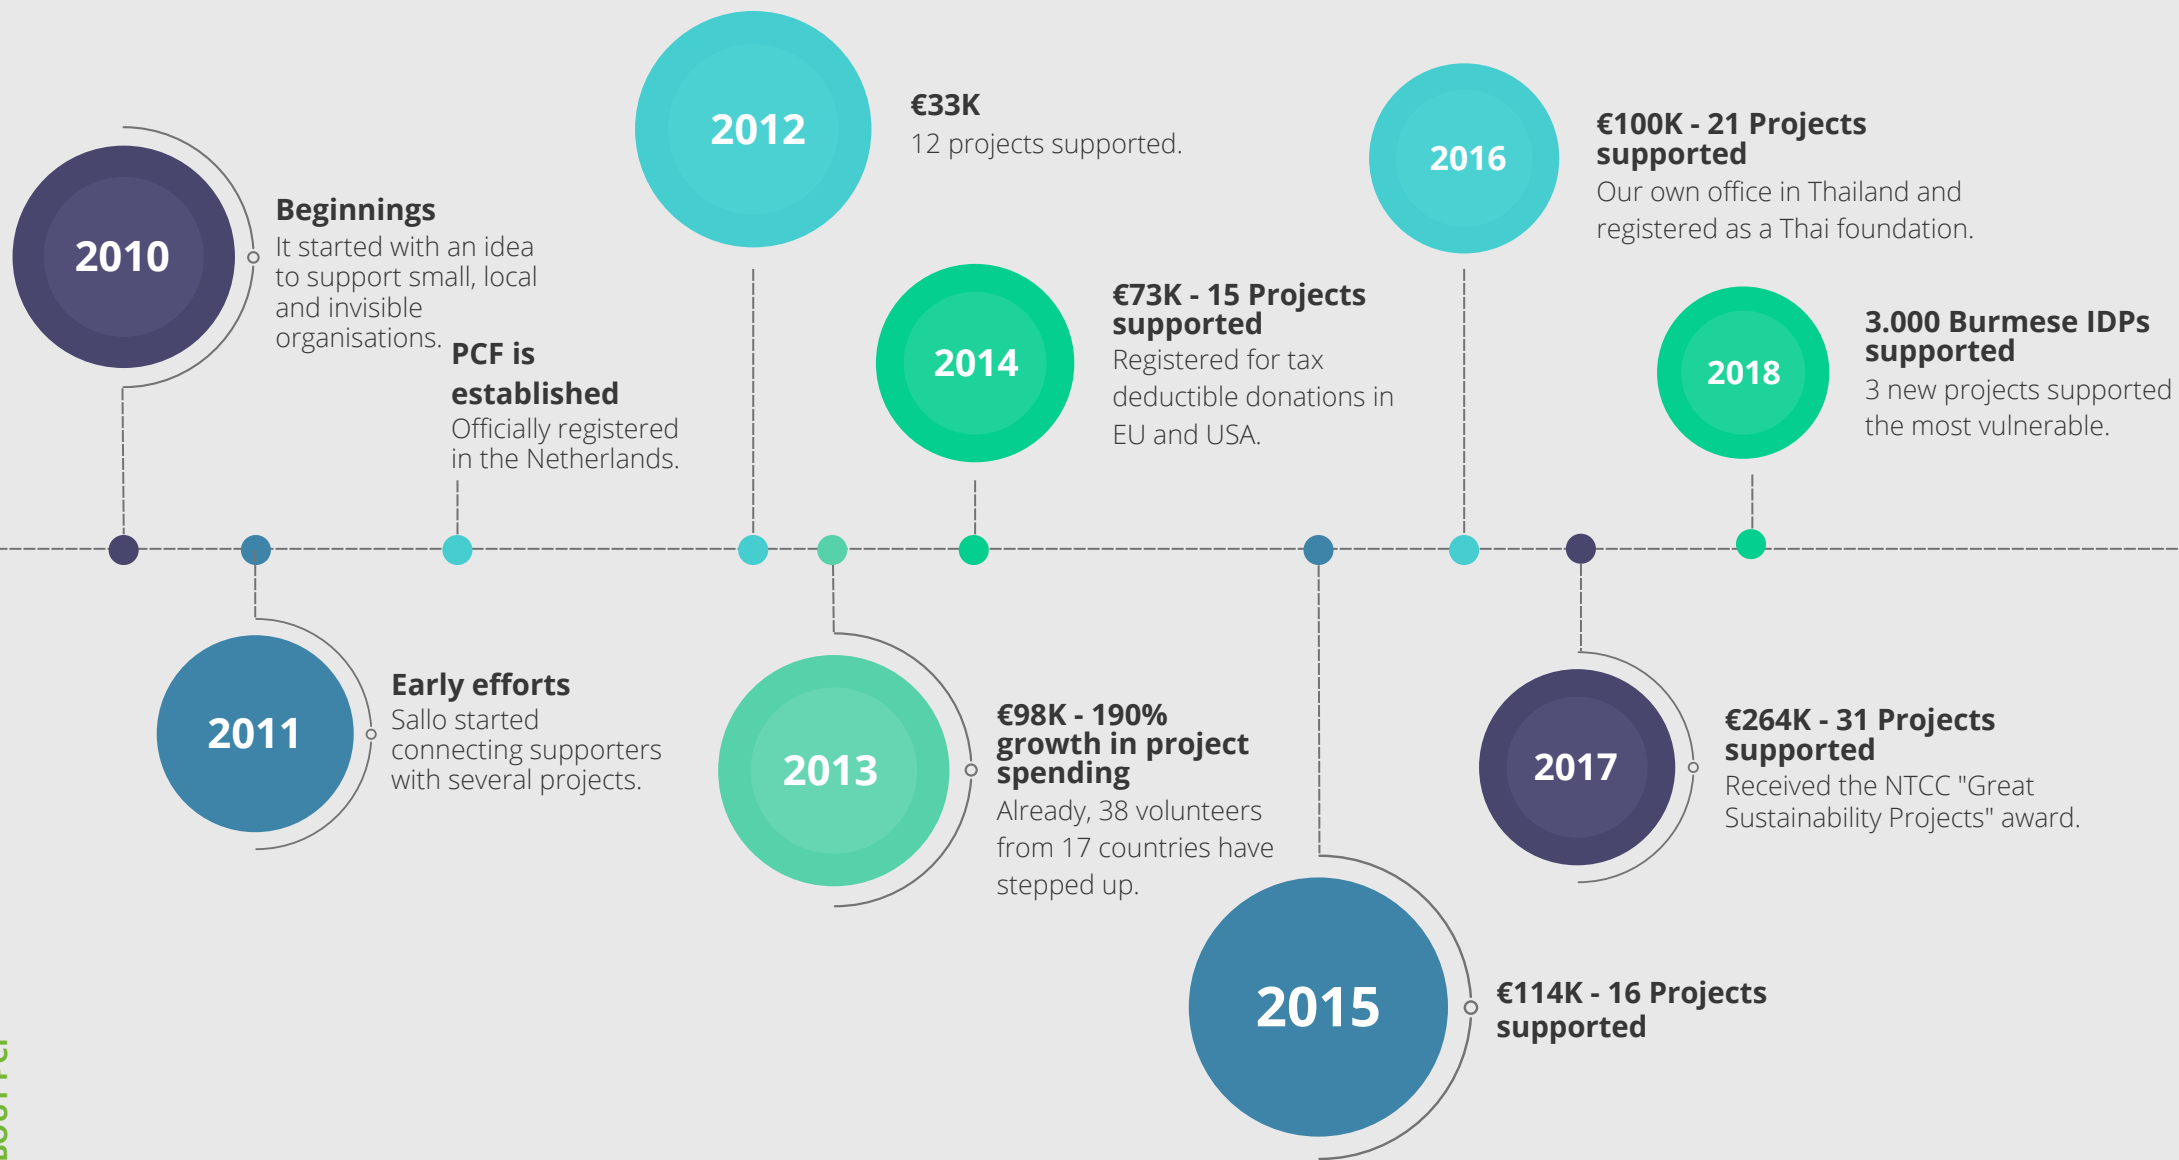 2010
Beginnings
It started with an idea
to support small, local
and invisible
organisations.
2011
Early efforts
Sallo started
connecting supporters
with several projects.
PCF is
established
Officially registered
in the Netherlands.
2012
€33K
12 projects supported.
2013
€98K - 190%
growth in project
spending
Already, 38 volunteers
from 17 countries have
stepped up.
2014
€73K - 15 Projects
supported
Registered for tax
deductible donations in
EU and USA.
2015
€114K - 16 Projects
supported
2016
€100K - 21 Projects
supported
Our own office in Thailand and
registered as a Thai foundation.
2017
€264K - 31 Projects
supported
Received the NTCC "Great
Sustainability Projects" award.
2018
3.000 Burmese IDPs
supported
3 new projects supported
the most vulnerable.